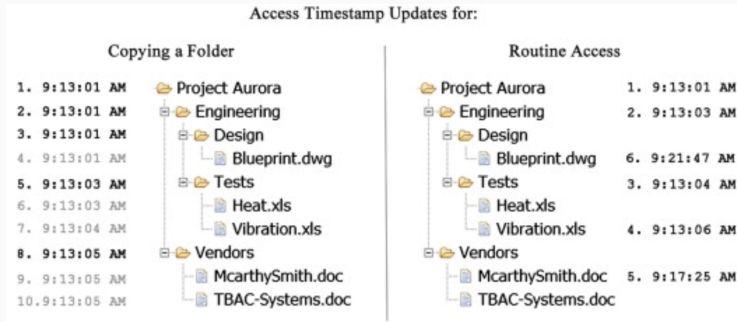 Access Timestamp Updates for:
Copying a Folder Routine Access
1. 9:13:01 AM Project Aurora Project Aurora 1. 9:13:01 AM
2. 9:13:01 AM Engineering Engineering 2. 9:13:03 AM
3. 9:13:01 AM Design Design
4. 9:13:01 AM Blueprint.dwg Blueprint.dwg 6. 9:21:47 AM
5. 9:13:03 AM Tests Tests 3. 9:13:04 AM
6. 9:13:03 AM Heat.xls Heat.xls
7. 9:13:04 AM Vibration.xls Vibration.xls 4. 9:13:06 AM
8. 9:13:05 AM Vendors Vendors
9. 9:13:05 AM McarthySmith.doc McarthySmith.doc 5. 9:17:25 AM
10.9:13:05 AM TBAC-Systems.doc TBAC-Systems.doc